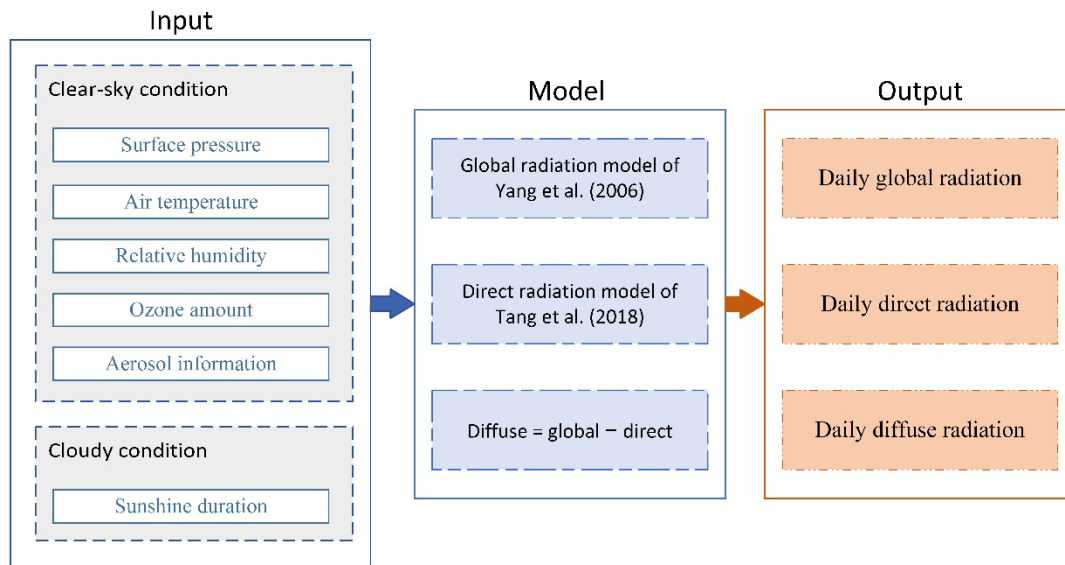 Input
Clear-sky condition
Surface pressure
Air temperature
Relative humidity
Ozone amount
Aerosol information
Cloudy condition
Sunshine duration
Model
Global radiation model of
Yang et al. (2006)
Direct radiation model of
Tang et al. (2018)
Diffuse = global − direct
Output
Daily global radiation
Daily direct radiation
Daily diffuse radiation